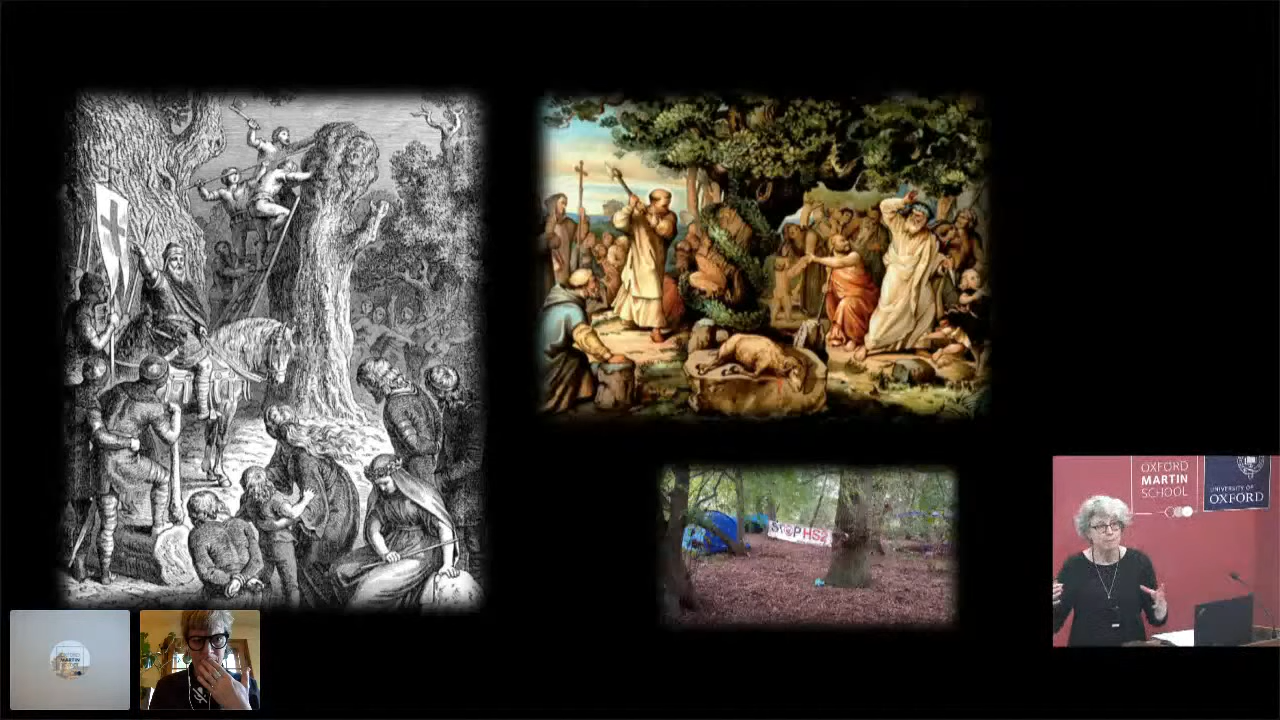 STOP HS2
OXFORD
MARTIN
SCHOOL
UNIVERSITY OF
OXFORD